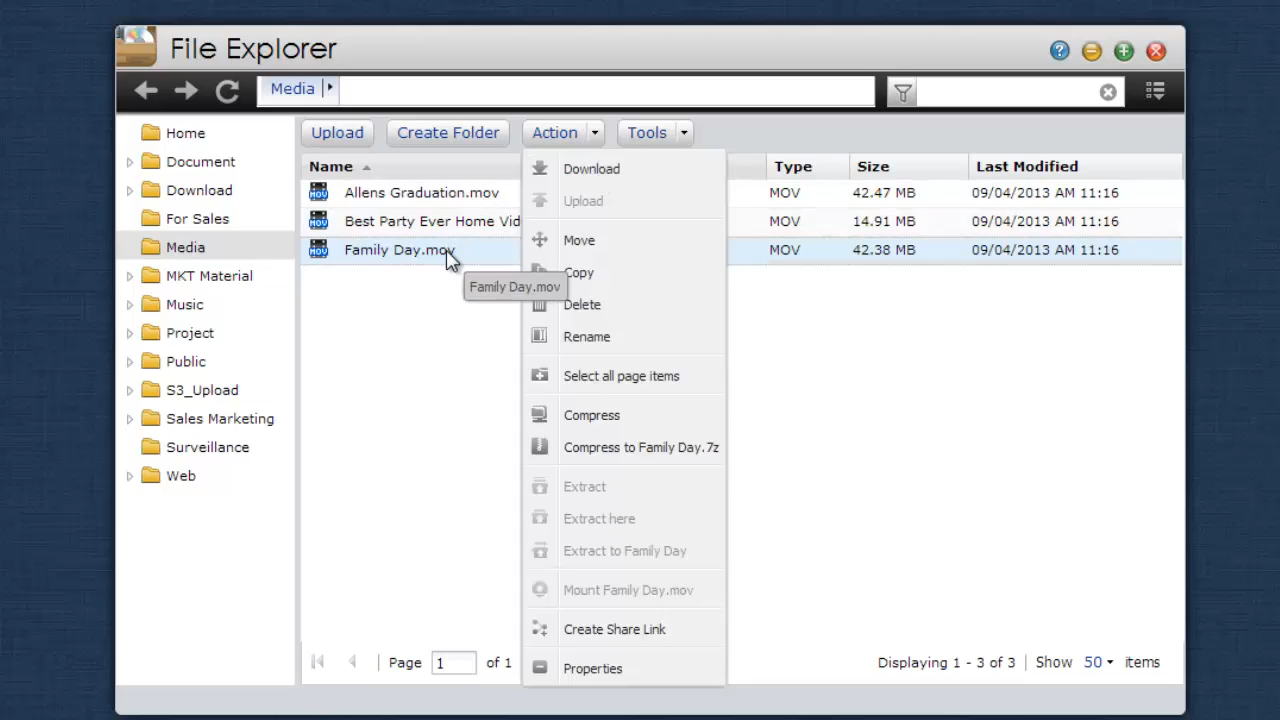 File Explorer
Media
Home
Document
Download
For Sales
Media
MKT Material
Music
Project
Public
S3_Upload
Sales Marketing
Surveillance
Web
Upload Create Folder Action Tools
Name Type Size Last Modified
Allens Graduation.mov MOV 42.47 MB 09/04/2013 AM 11:16
Best Party Ever Home Vid MOV 14.91 MB 09/04/2013 AM 11:16
Family Day.mov MOV 42.38 MB 09/04/2013 AM 11:16
Family Day.mov
Download
Upload
Move
Copy
Delete
Rename
Select all page items
Compress
Compress to Family Day.7z
Extract
Extract here
Extract to Family Day
Mount Family Day.mov
Create Share Link
Properties
Page 1 of 1 Displaying 1 - 3 of 3 Show 50 items